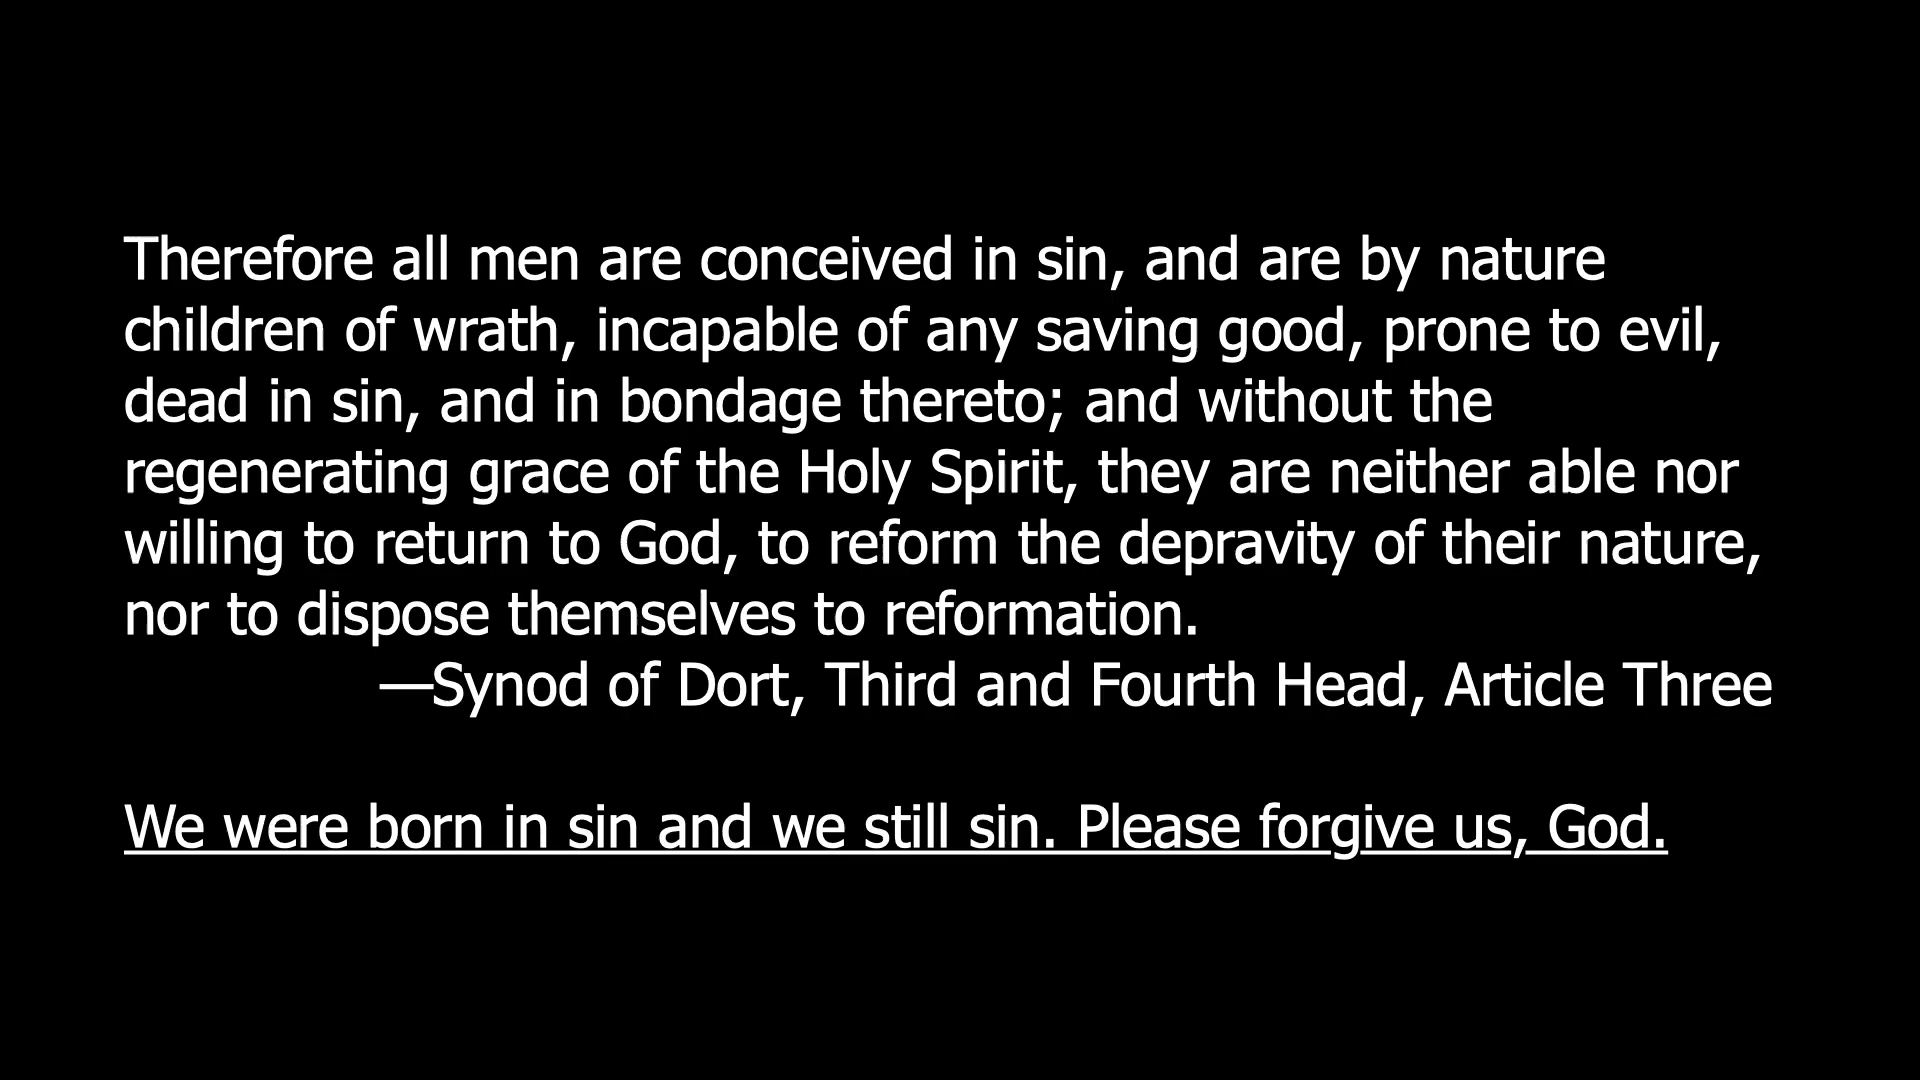 Therefore all men are conceived in sin, and are by nature
children of wrath, incapable of any saving good, prone to evil,
dead in sin, and in bondage thereto; and without the
regenerating grace of the Holy Spirit, they are neither able nor
willing to return to God, to reform the depravity of their nature,
nor to dispose themselves to reformation.
—Synod of Dort, Third and Fourth Head, Article Three
We were born in sin and we still sin. Please forgive us, God.